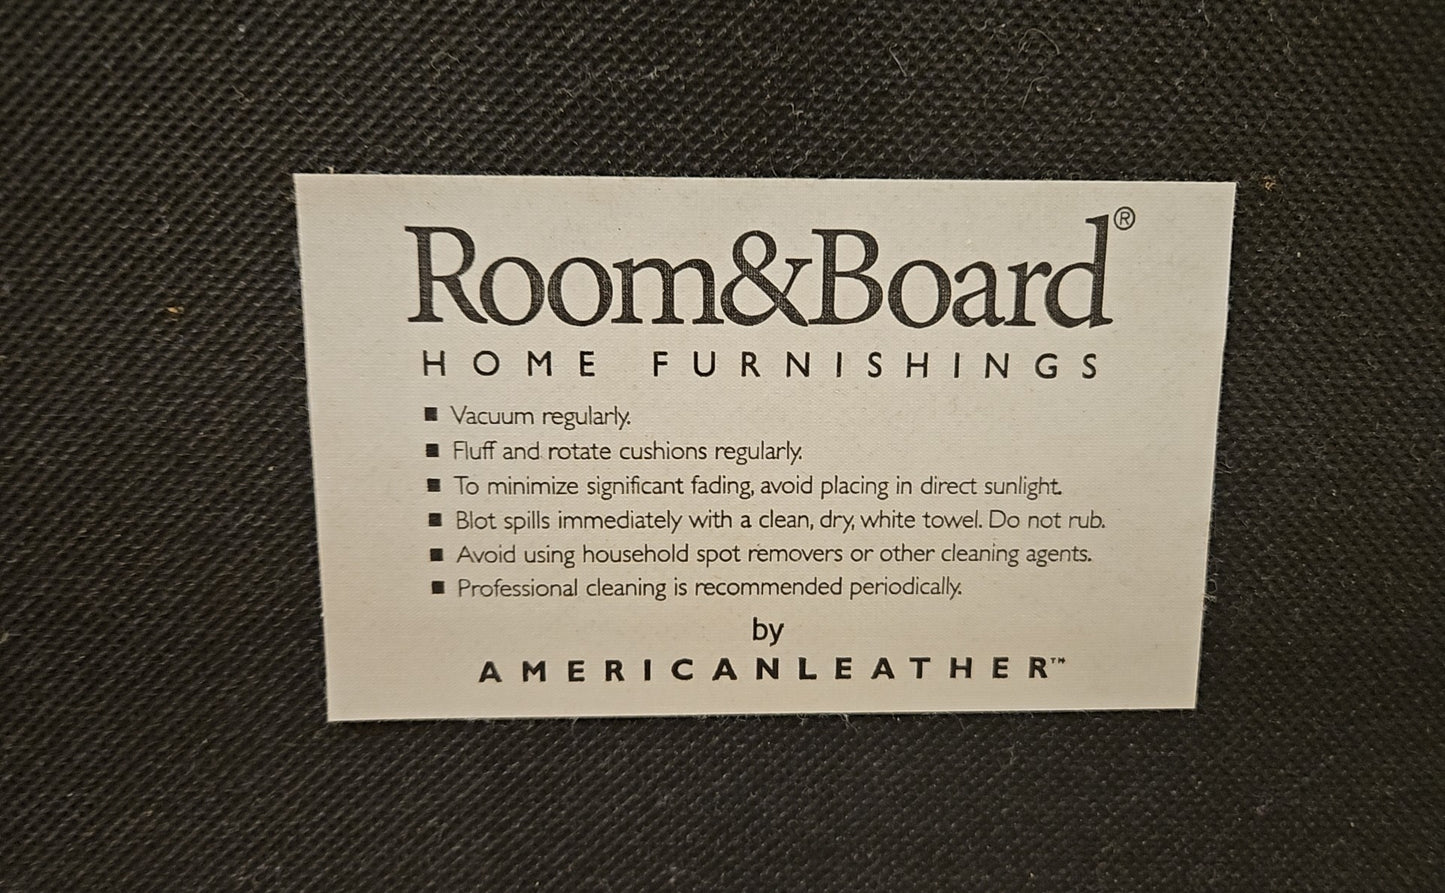 Room&Board®
HOME FURNISHINGS
■ Vacuum regularly.
■ Fluff and rotate cushions regularly.
■ To minimize significant fading, avoid placing in direct sunlight.
■ Blot spills immediately with a clean, dry, white towel. Do not rub.
■ Avoid using household spot removers or other cleaning agents.
■ Professional cleaning is recommended periodically.
by
AMERICANLEATHER™